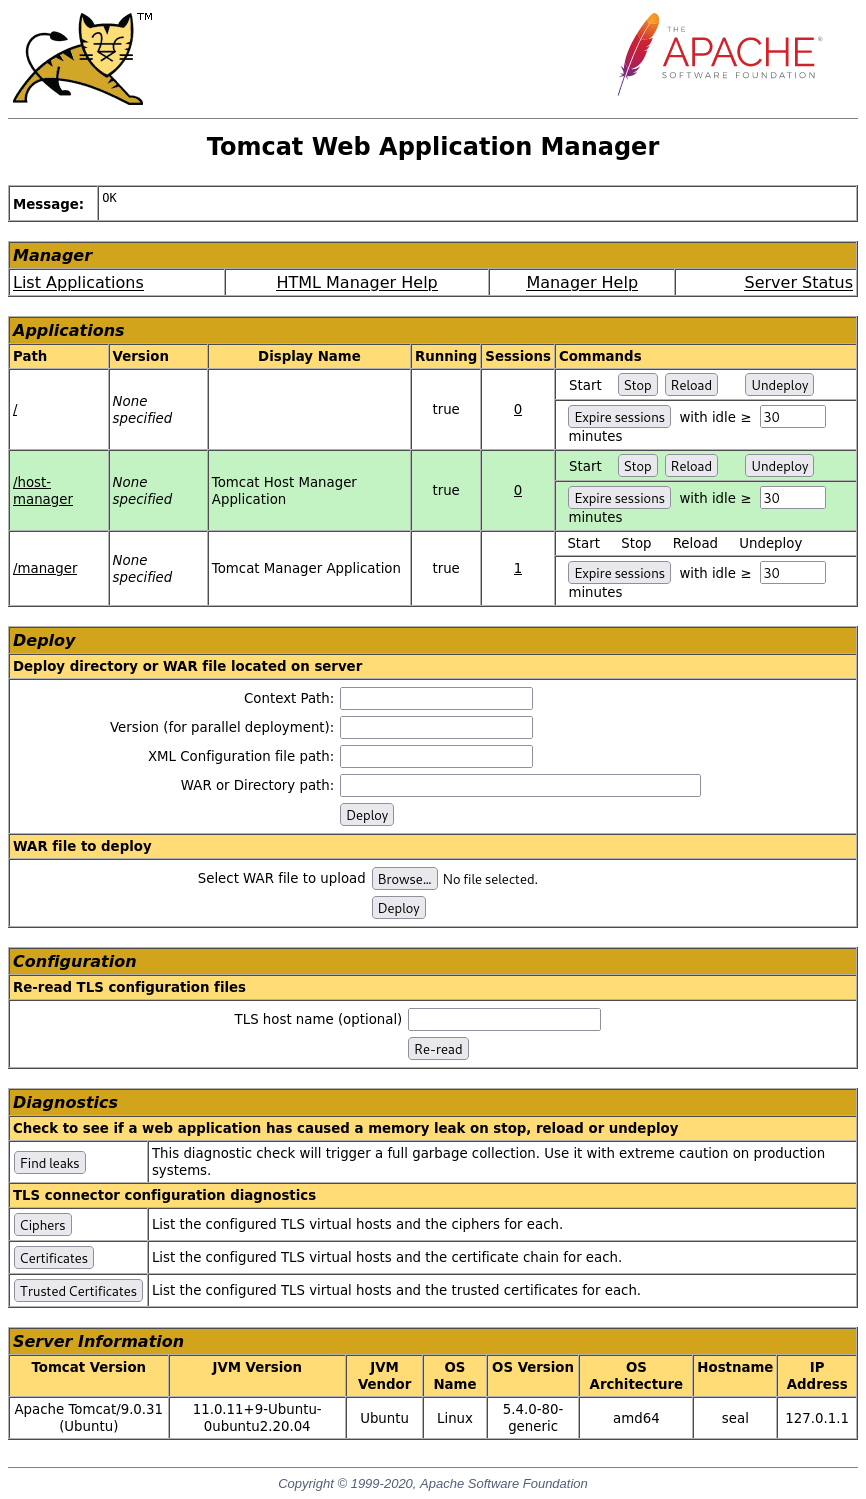 TM
THE
APACHE®
SOFTWARE FOUNDATION
Tomcat Web Application Manager
Message: OK
Manager
List Applications HTML Manager Help Manager Help Server Status
Applications
Path Version Display Name Running Sessions Commands
/ None specified true 0 Start Stop Reload Undeploy
Expire sessions with idle ≥ 30 minutes
/host-manager None specified Tomcat Host Manager Application true 0 Start Stop Reload Undeploy
Expire sessions with idle ≥ 30 minutes
/manager None specified Tomcat Manager Application true 1 Start Stop Reload Undeploy
Expire sessions with idle ≥ 30 minutes
Deploy
Deploy directory or WAR file located on server
Context Path:
Version (for parallel deployment):
XML Configuration file path:
WAR or Directory path:
Deploy
WAR file to deploy
Select WAR file to upload Browse... No file selected.
Deploy
Configuration
Re-read TLS configuration files
TLS host name (optional)
Re-read
Diagnostics
Check to see if a web application has caused a memory leak on stop, reload or undeploy
Find leaks This diagnostic check will trigger a full garbage collection. Use it with extreme caution on production
systems.
TLS connector configuration diagnostics
Ciphers List the configured TLS virtual hosts and the ciphers for each.
Certificates List the configured TLS virtual hosts and the certificate chain for each.
Trusted Certificates List the configured TLS virtual hosts and the trusted certificates for each.
Server Information
Tomcat Version JVM Version JVM Vendor OS Name OS Version OS Architecture Hostname IP Address
Apache Tomcat/9.0.31 (Ubuntu) 11.0.11+9-Ubuntu-0ubuntu2.20.04 Ubuntu Linux 5.4.0-80-generic amd64 seal 127.0.1.1
Copyright © 1999-2020, Apache Software Foundation